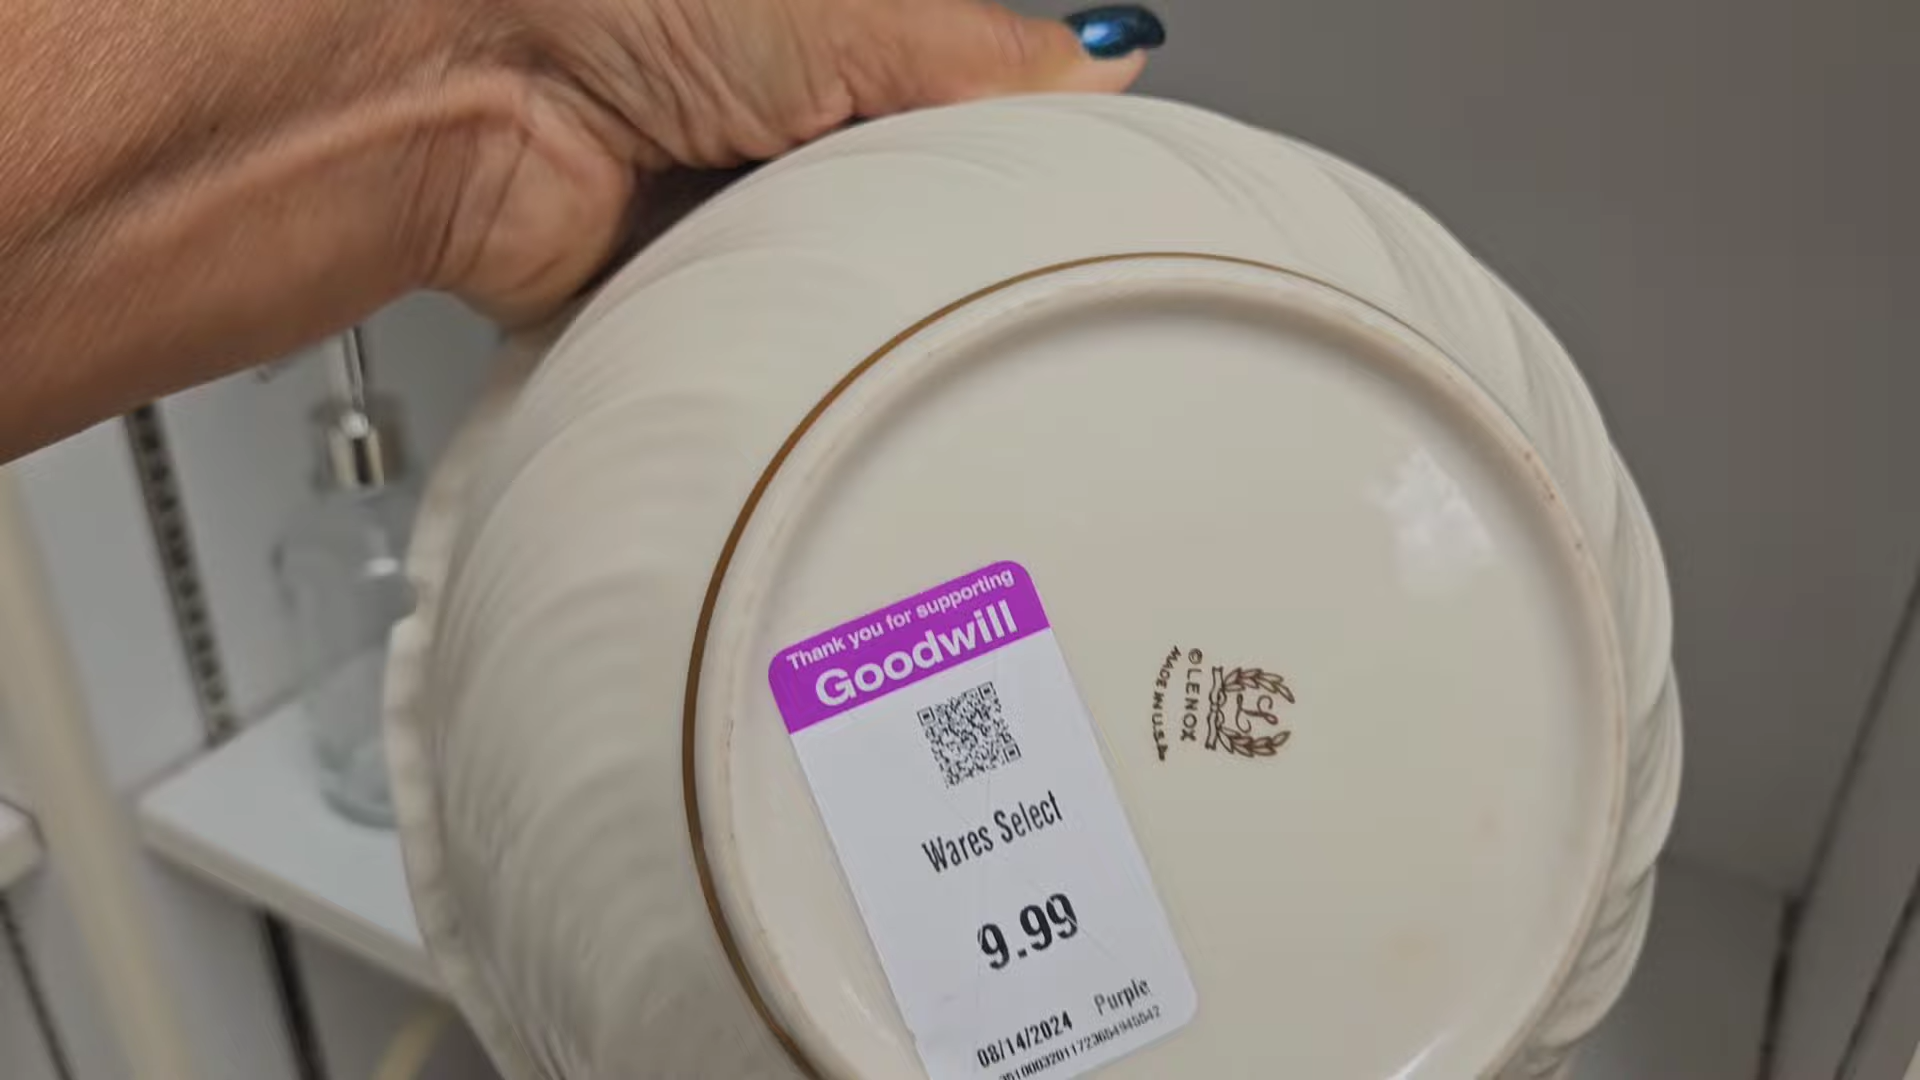 Thank you for supporting
Goodwill
Wares Select
9.99
08/14/2024 Purple
L
©LENOX
MADE IN U.S.A.